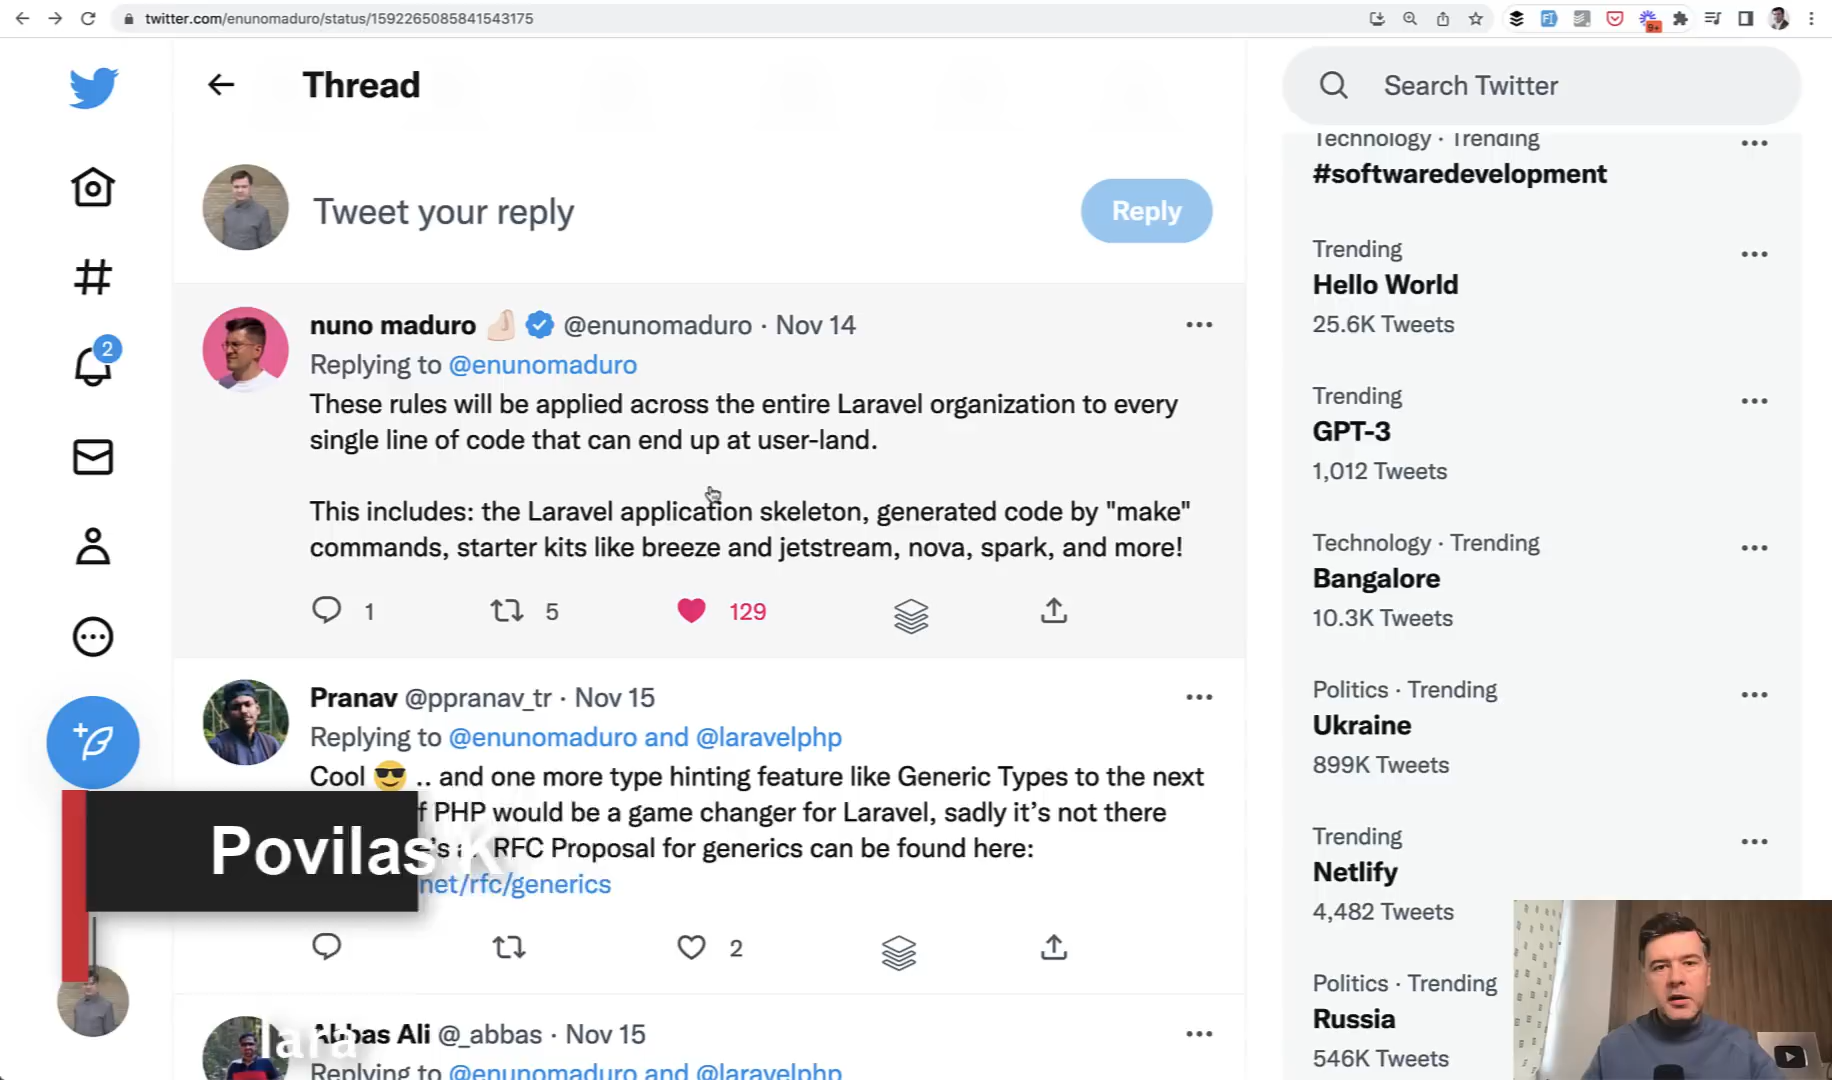 twitter.com/enunomaduro/status/1592265085841543175
9+
Thread
Search Twitter
Technology · Trending
#softwaredevelopment
Tweet your reply
Reply
Trending
Hello World
25.6K Tweets
nuno maduro @enunomaduro · Nov 14
Replying to @enunomaduro
These rules will be applied across the entire Laravel organization to every
single line of code that can end up at user-land.
This includes: the Laravel application skeleton, generated code by "make"
commands, starter kits like breeze and jetstream, nova, spark, and more!
1 5 129
2
Trending
GPT-3
1,012 Tweets
Technology · Trending
Bangalore
10.3K Tweets
Pranav @ppranav_tr · Nov 15
Replying to @enunomaduro and @laravelphp
Cool .. and one more type hinting feature like Generic Types to the next
PHP would be a game changer for Laravel, sadly it's not there
RFC Proposal for generics can be found here:
net/rfc/generics
2
Politics · Trending
Ukraine
899K Tweets
Trending
Netlify
4,482 Tweets
Povilas K
Abbas Ali @_abbas · Nov 15
Replying to @enunomaduro and @laravelphp
lara
Politics · Trending
Russia
546K Tweets